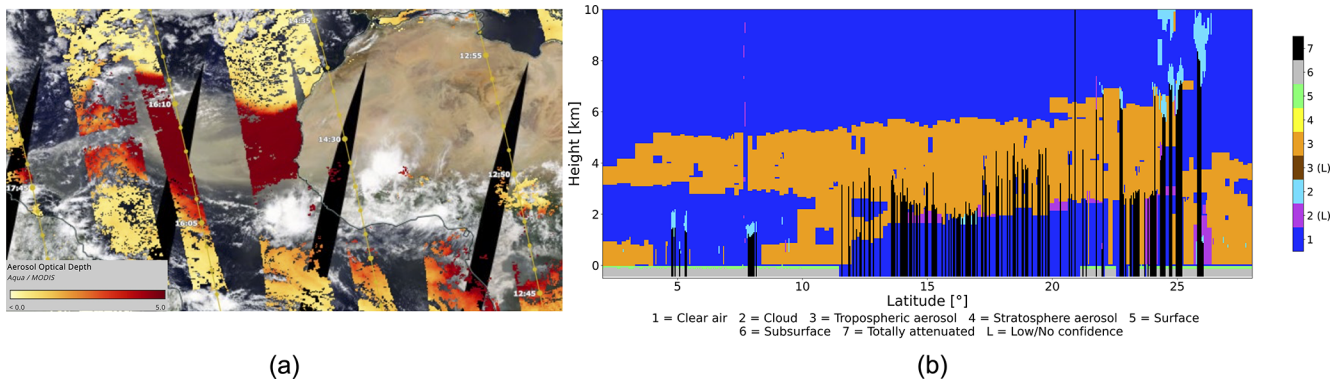 14:35
12:55
16:10
14:30
12:50
17:45
16:05
12:45
Aerosol Optical Depth
Aqua / MODIS
< 0.0 5.0
(a)
Height [km]
10
8
6
4
2
0
5 10 15 20 25
Latitude [°]
7
6
5
4
3
3 (L)
2
2 (L)
1
1 = Clear air 2 = Cloud 3 = Tropospheric aerosol 4 = Stratosphere aerosol 5 = Surface
6 = Subsurface 7 = Totally attenuated L = Low/No confidence
(b)